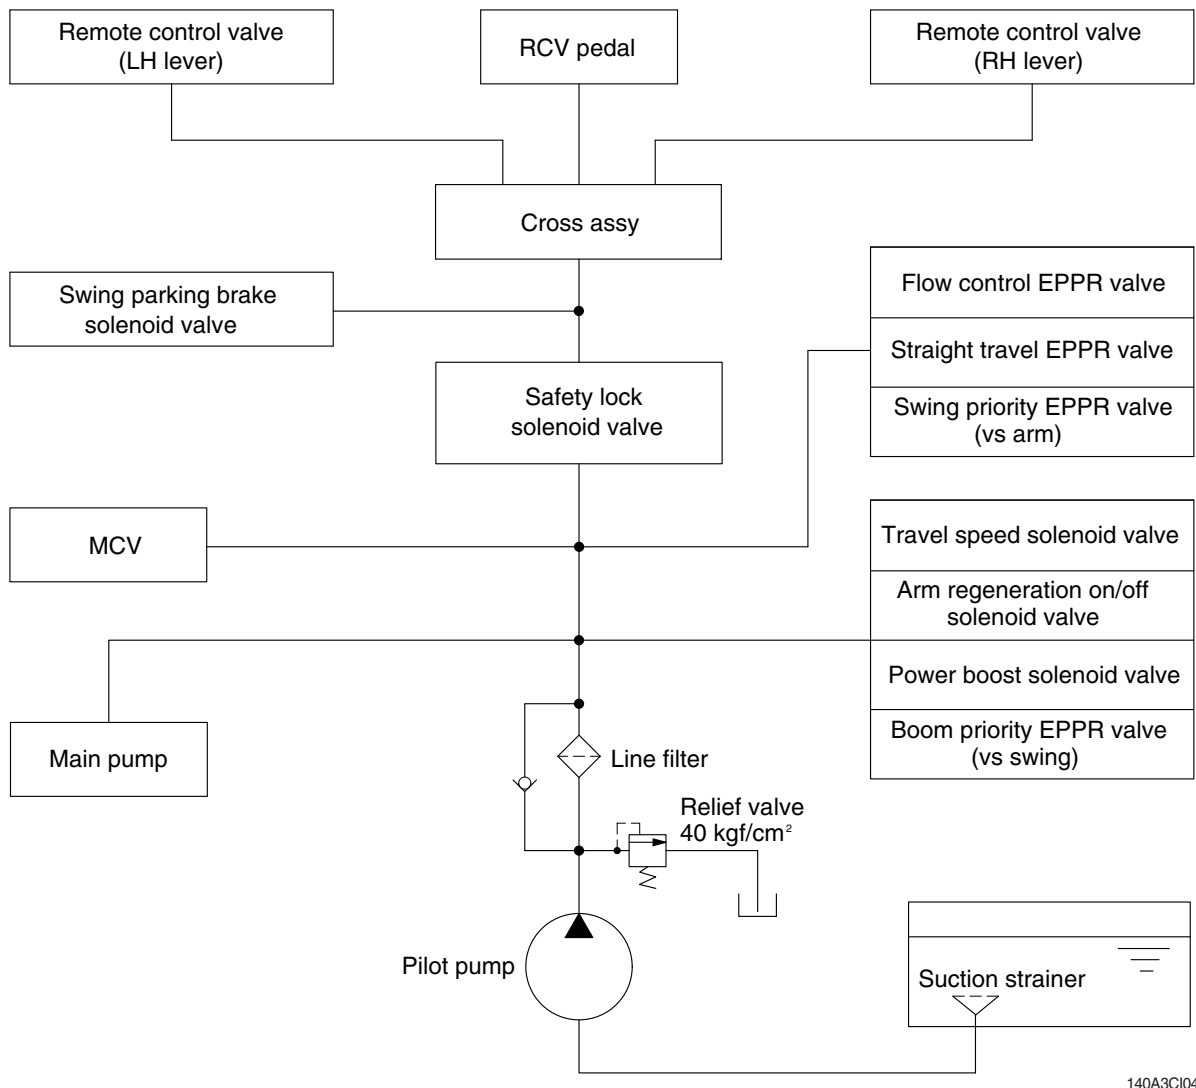 Remote control valve
(LH lever)
RCV pedal
Remote control valve
(RH lever)
Cross assy
Swing parking brake
solenoid valve
Flow control EPPR valve
Straight travel EPPR valve
Swing priority EPPR valve
(vs arm)
Safety lock
solenoid valve
MCV
Travel speed solenoid valve
Arm regeneration on/off
solenoid valve
Power boost solenoid valve
Boom priority EPPR valve
(vs swing)
Main pump
Line filter
Relief valve
40 kgf/cm²
Pilot pump
Suction strainer
140A3CI04